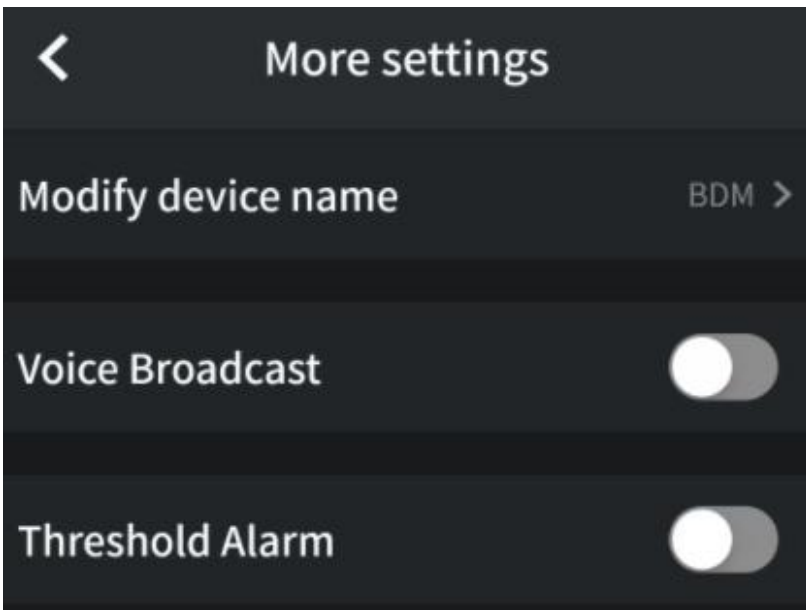 More settings
Modify device name BDM
Voice Broadcast
Threshold Alarm